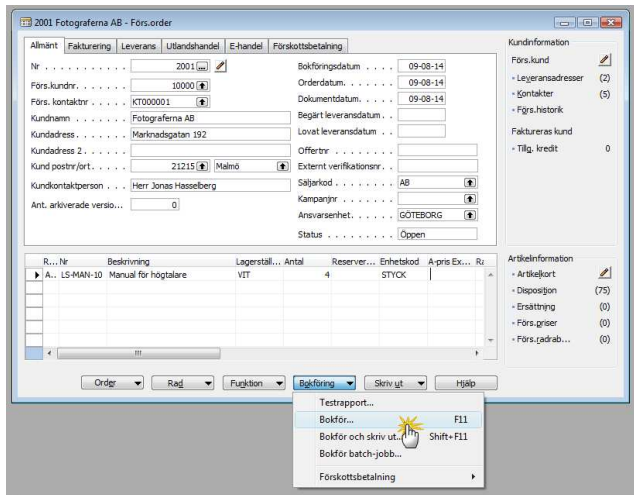 2001 Fotograferna AB - Förs.order
Allmänt Fakturering Leverans Utlandshandel E-handel Förskottsbetalning
Nr . . . . . . . . . . . 2001
Förs.kundnr. . . . . . . 10000
Förs. kontaktnr . . . . . KT000001
Kundnamn . . . . . . . Fotograferna AB
Kundadress. . . . . . . Marknadsgatan 192
Kundadress 2. . . . . .
Kund postnr/ort. . . . . 21215 Malmö
Kundkontaktperson . . . Herr Jonas Hasselberg
Ant. arkiverade versio... 0
Bokföringsdatum . . . . 09-08-14
Orderdatum. . . . . . . 09-08-14
Dokumentdatum. . . . . 09-08-14
Begärt leveransdatum . .
Lovat leveransdatum . .
Offertnr . . . . . . . .
Externt verifikationsnr. .
Säljarkod . . . . . . . . AB
Kampanjnr . . . . . . .
Ansvarsenhet. . . . . . GÖTEBORG
Status . . . . . . . . . Öppen
Kundinformation
Förs.kund
Leveransadresser (2)
Kontakter (5)
Förs.historik
Faktureras kund
Tillg. kredit 0
R... Nr Beskrivning Lagerställ... Antal Reserver... Enhetskod A-pris Ex... Ra
A.. LS-MAN-10 Manual för högtalare VIT 4 STYCK
Artikelinformation
Artikelkort
Disposition (75)
Ersättning (0)
Förs.priser (0)
Förs.radrab... (0)
Order Rad Funktion Bokföring Skriv ut Hjälp
Testrapport...
Bokför... F11
Bokför och skriv ut... Shift+F11
Bokför batch-jobb...
Förskottsbetalning